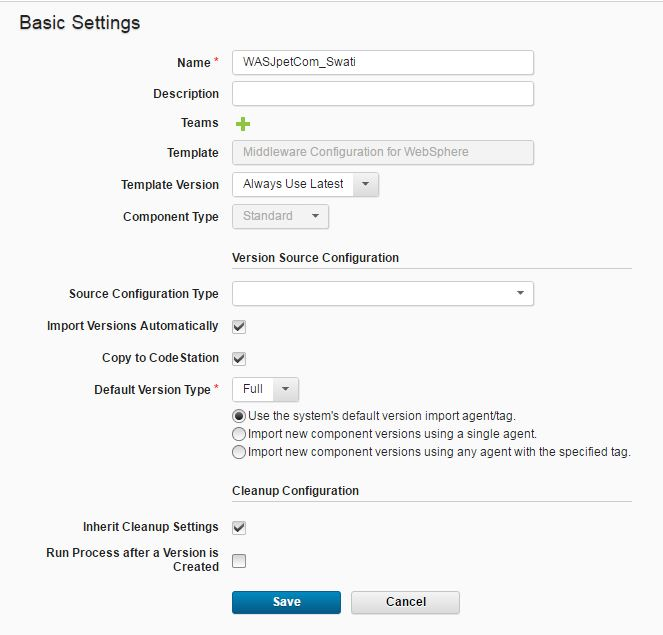 Basic Settings
Name * WASJpetCom_Swati
Description
Teams
Template Middleware Configuration for WebSphere
Template Version Always Use Latest
Component Type Standard
Version Source Configuration
Source Configuration Type
Import Versions Automatically
Copy to CodeStation
Default Version Type * Full
Use the system's default version import agent/tag.
Import new component versions using a single agent.
Import new component versions using any agent with the specified tag.
Cleanup Configuration
Inherit Cleanup Settings
Run Process after a Version is
Created
Save Cancel